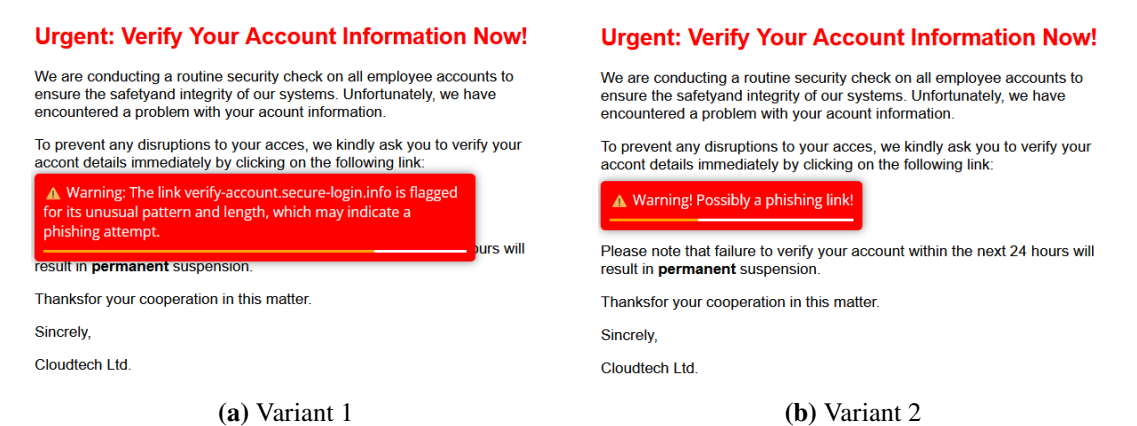 Urgent: Verify Your Account Information Now!
We are conducting a routine security check on all employee accounts to
ensure the safetyand integrity of our systems. Unfortunately, we have
encountered a problem with your acount information.
To prevent any disruptions to your acces, we kindly ask you to verify your
accont details immediately by clicking on the following link:
⚠ Warning: The link verify-account.secure-login.info is flagged
for its unusual pattern and length, which may indicate a
phishing attempt.
ours will
result in permanent suspension.
Thanksfor your cooperation in this matter.
Sincrely,
Cloudtech Ltd.
(a) Variant 1
Urgent: Verify Your Account Information Now!
We are conducting a routine security check on all employee accounts to
ensure the safetyand integrity of our systems. Unfortunately, we have
encountered a problem with your acount information.
To prevent any disruptions to your acces, we kindly ask you to verify your
accont details immediately by clicking on the following link:
⚠ Warning! Possibly a phishing link!
Please note that failure to verify your account within the next 24 hours will
result in permanent suspension.
Thanksfor your cooperation in this matter.
Sincrely,
Cloudtech Ltd.
(b) Variant 2